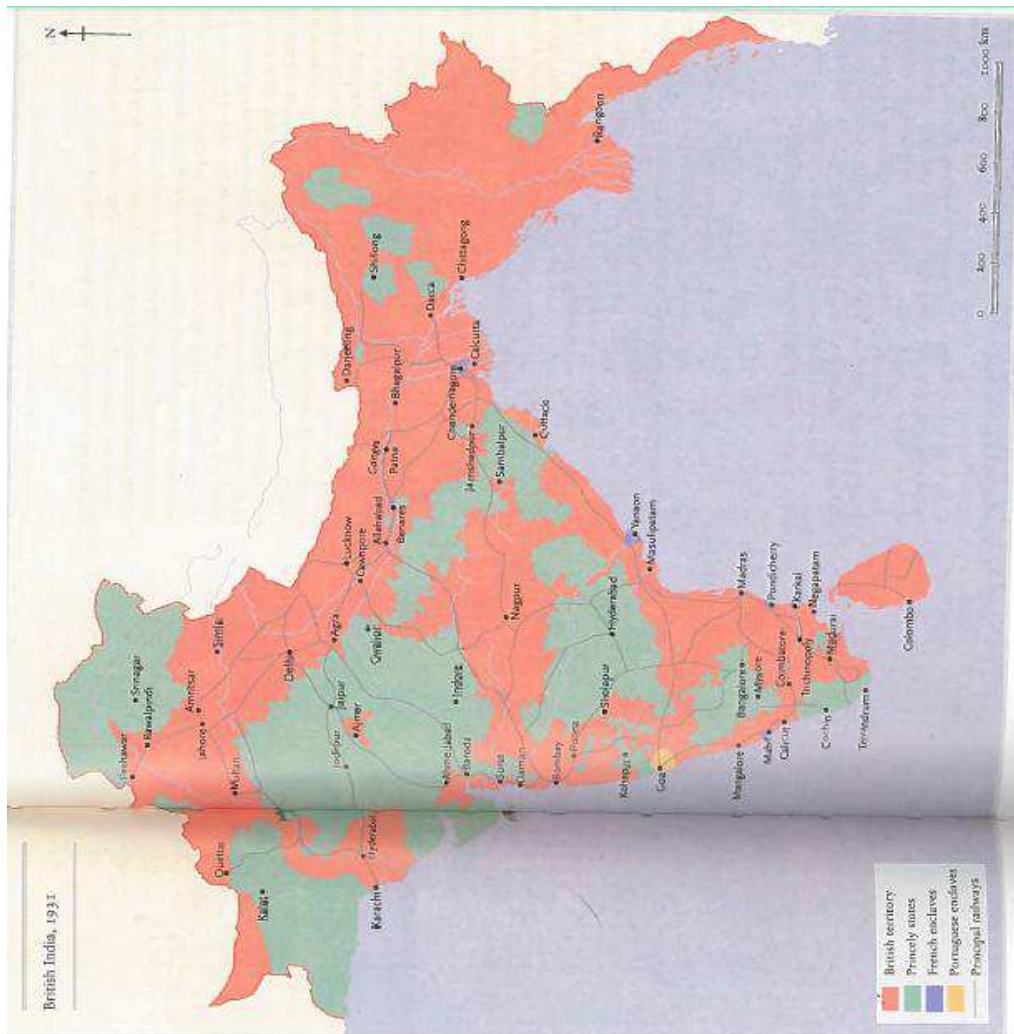 British India, 1931
N
Peshawar
Rawalpindi
Srinagar
Amritsar
Lahore
Simla
Multan
Quetta
Kalat
Delhi
Agra
Jaipur
Ajmer
Jodhpur
Hyderabad
Karachi
Lucknow
Cawnpore
Gwalior
Allahabad
Benares
Ganges
Patna
Bhagalpur
Darjeeling
Shillong
Dacca
Chittagong
Chandernagore
Calcutta
Jamshedpur
Sambalpur
Cuttack
Rangoon
Indore
Ahmedabad
Baroda
Surat
Daman
Nagpur
Bombay
Poona
Sholapur
Hyderabad
Kohapur
Goa
Yanaon
Masulipatam
Mangalore
Bangalore
Mysore
Mahé
Calicut
Coimbatore
Madras
Pondicherry
Karkal
Negapatam
Trichinopoly
Madurai
Cochin
Trivandrum
Colombo
British territory
Princely states
French enclaves
Portuguese enclaves
Principal railways
0 200 400 600 800 1000 km